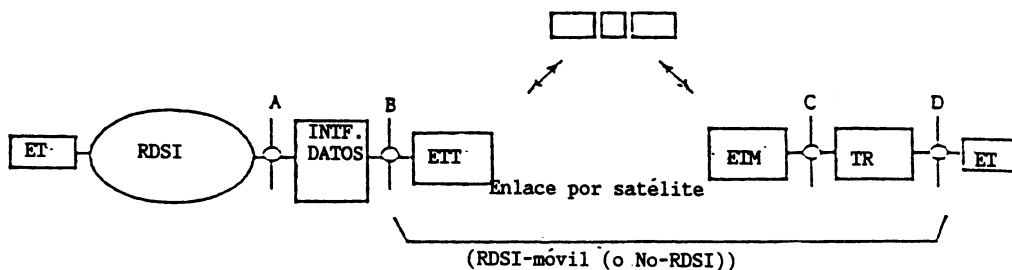 A
B
C
D
ET
RDSI
INTF.
DATOS
ETT
ETM
TR
ET
Enlace por satélite
(RDSI-móvil (o No-RDSI))